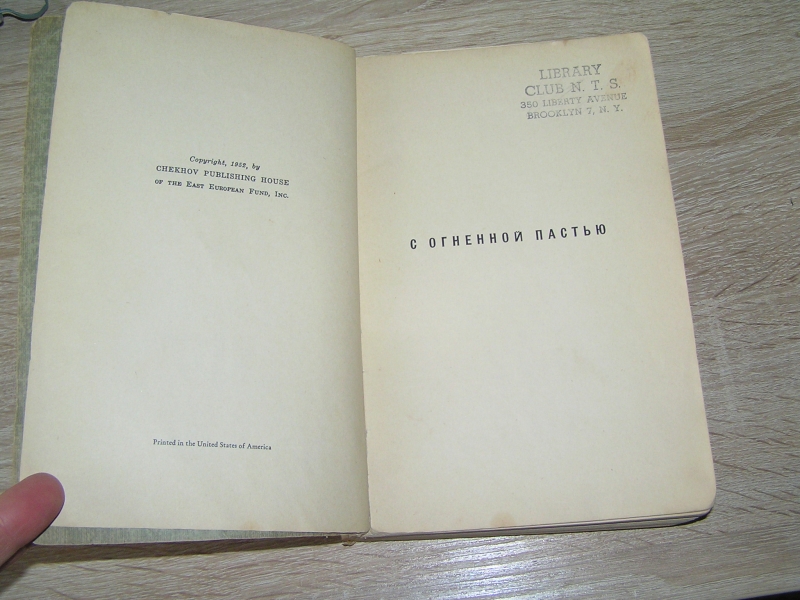 Copyright, 1952, by
CHEKHOV PUBLISHING HOUSE
OF THE EAST EUROPEAN FUND, INC.
Printed in the United States of America
LIBRARY
CLUB N. T. S.
350 LIBERTY AVENUE
BROOKLYN 7, N. Y.
С ОГНЕННОЙ ПАСТЬЮ